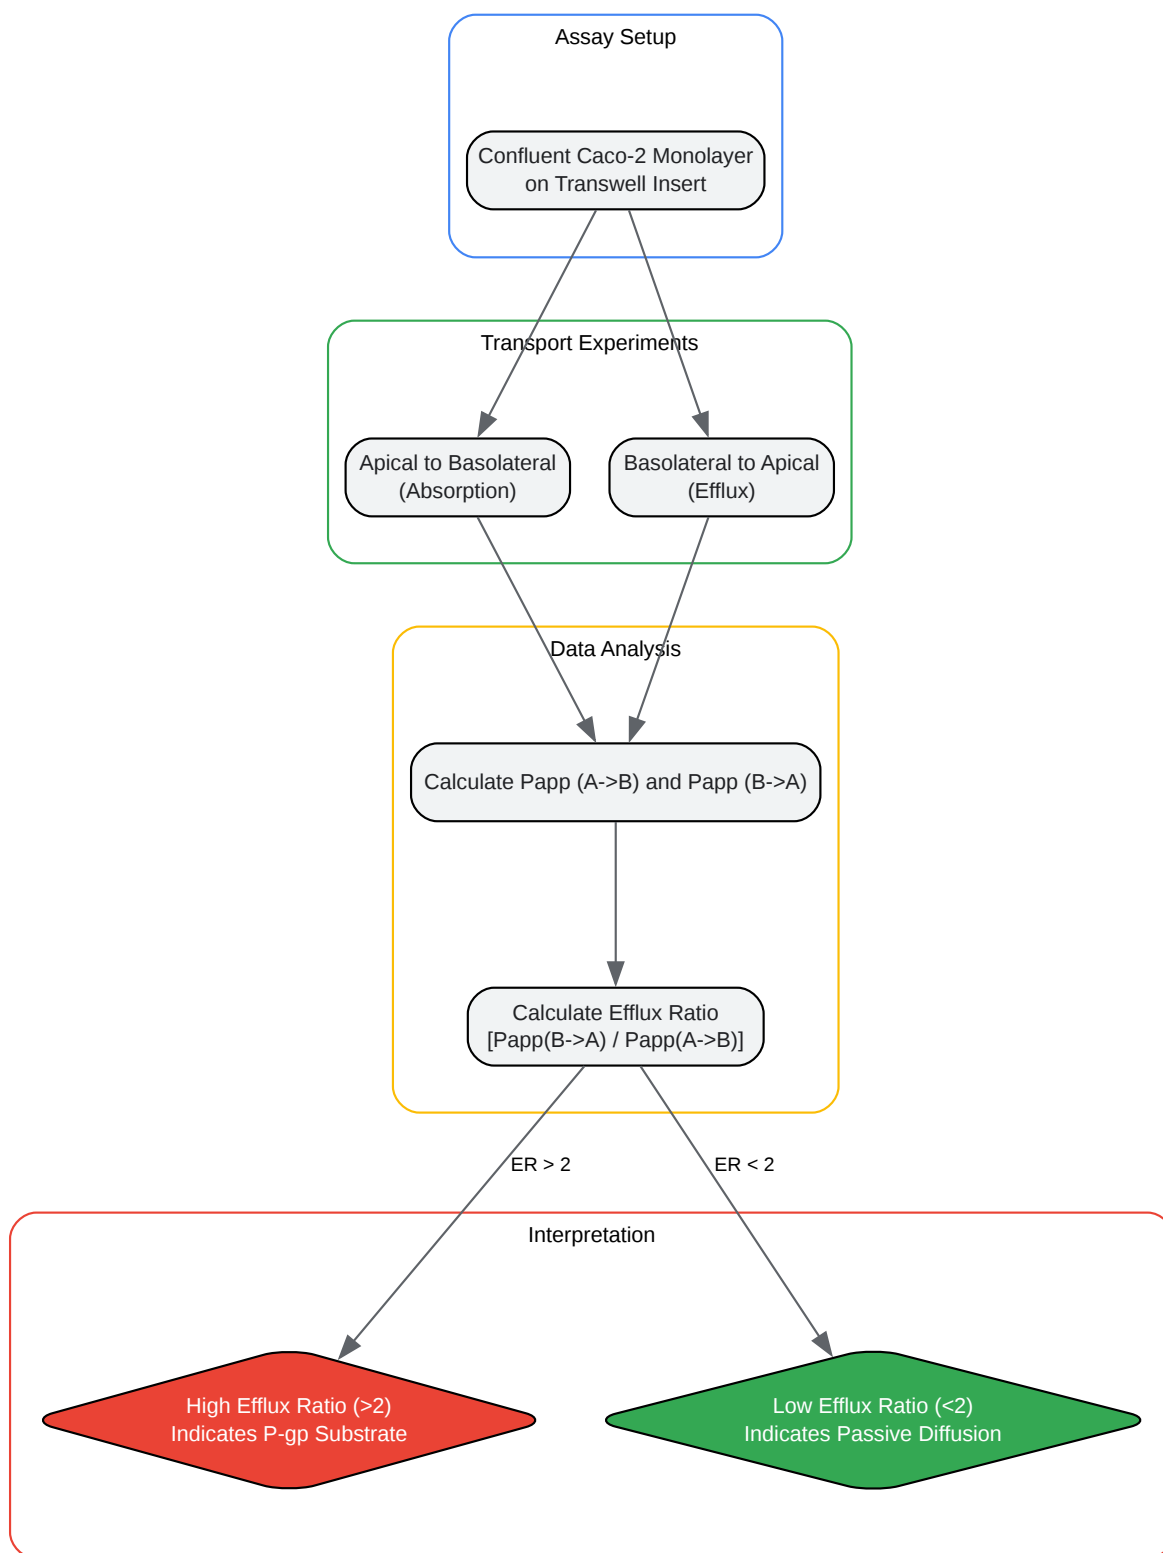 Assay Setup
Confluent Caco-2 Monolayer
on Transwell Insert
Transport Experiments
Apical to Basolateral
(Absorption)
Basolateral to Apical
(Efflux)
Data Analysis
Calculate Papp (A->B) and Papp (B->A)
Calculate Efflux Ratio
[Papp(B->A) / Papp(A->B)]
ER > 2
ER < 2
Interpretation
High Efflux Ratio (>2)
Indicates P-gp Substrate
Low Efflux Ratio (<2)
Indicates Passive Diffusion